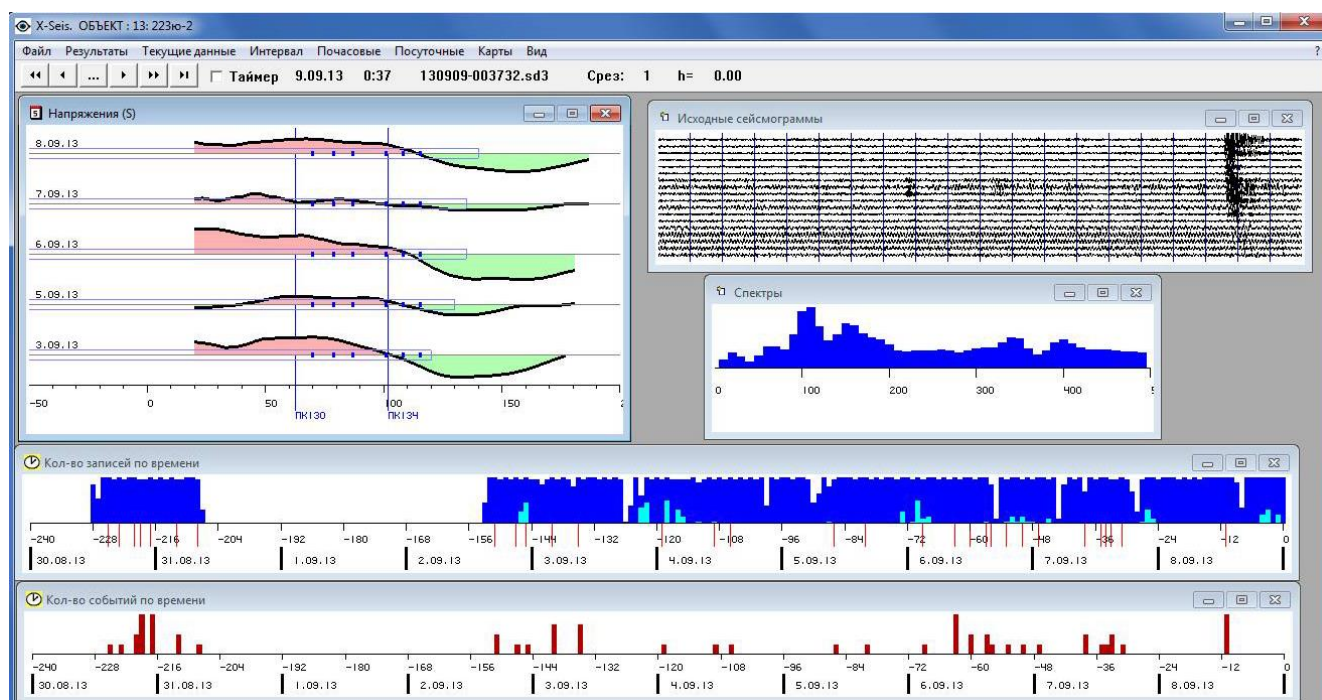 X-Seis. ОБЪЕКТ : 13: 223ю-2
Файл Результаты Текущие данные Интервал Почасовые Посуточные Карты Вид ?
... Таймер 9.09.13 0:37 130909-003732.sd3 Срез: 1 h= 0.00
Напряжения (S)
8.09.13
7.09.13
6.09.13
5.09.13
3.09.13
-50 0 50 100 150
ПК130 ПК134
Исходные сейсмограммы
Спектры
0 100 200 300 400
Кол-во записей по времени
-240 -228 -216 -204 -192 -180 -168 -156 -144 -132 -120 -108 -96 -84 -72 -60 -48 -36 -24 -12 0
30.08.13 31.08.13 1.09.13 2.09.13 3.09.13 4.09.13 5.09.13 6.09.13 7.09.13 8.09.13
Кол-во событий по времени
-240 -228 -216 -204 -192 -180 -168 -156 -144 -132 -120 -108 -96 -84 -72 -60 -48 -36 -24 -12 0
30.08.13 31.08.13 1.09.13 2.09.13 3.09.13 4.09.13 5.09.13 6.09.13 7.09.13 8.09.13